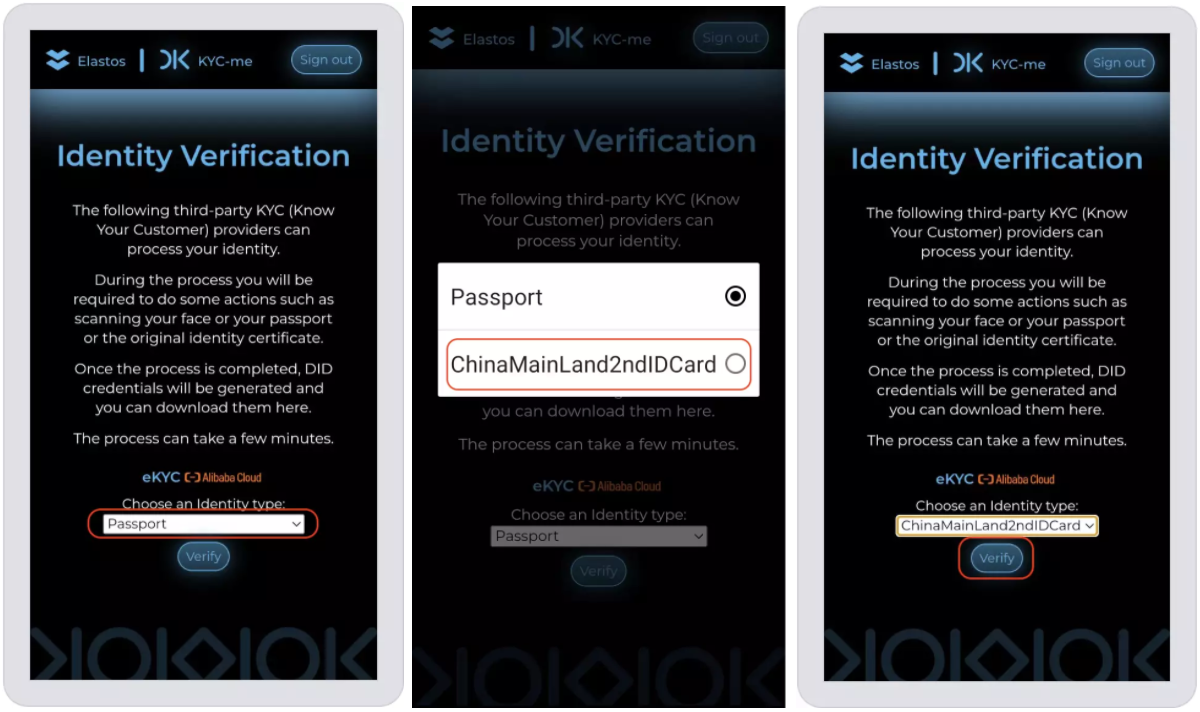 Elastos KYC-me Sign out
Identity Verification
The following third-party KYC (Know
Your Customer) providers can
process your identity.
During the process you will be
required to do some actions such as
scanning your face or your passport
or the original identity certificate.
Once the process is completed, DID
credentials will be generated and
you can download them here.
The process can take a few minutes.
eKYC Alibaba Cloud
Choose an Identity type:
Passport
Verify
Elastos KYC-me Sign out
Identity Verification
The following third-party KYC (Know
Your Customer) providers can
process your identity.
Passport
ChinaMainLand2ndIDCard
you can download them here.
The process can take a few minutes.
eKYC Alibaba Cloud
Choose an Identity type:
Passport
Verify
Elastos KYC-me Sign out
Identity Verification
The following third-party KYC (Know
Your Customer) providers can
process your identity.
During the process you will be
required to do some actions such as
scanning your face or your passport
or the original identity certificate.
Once the process is completed, DID
credentials will be generated and
you can download them here.
The process can take a few minutes.
eKYC Alibaba Cloud
Choose an Identity type:
ChinaMainLand2ndIDCard
Verify